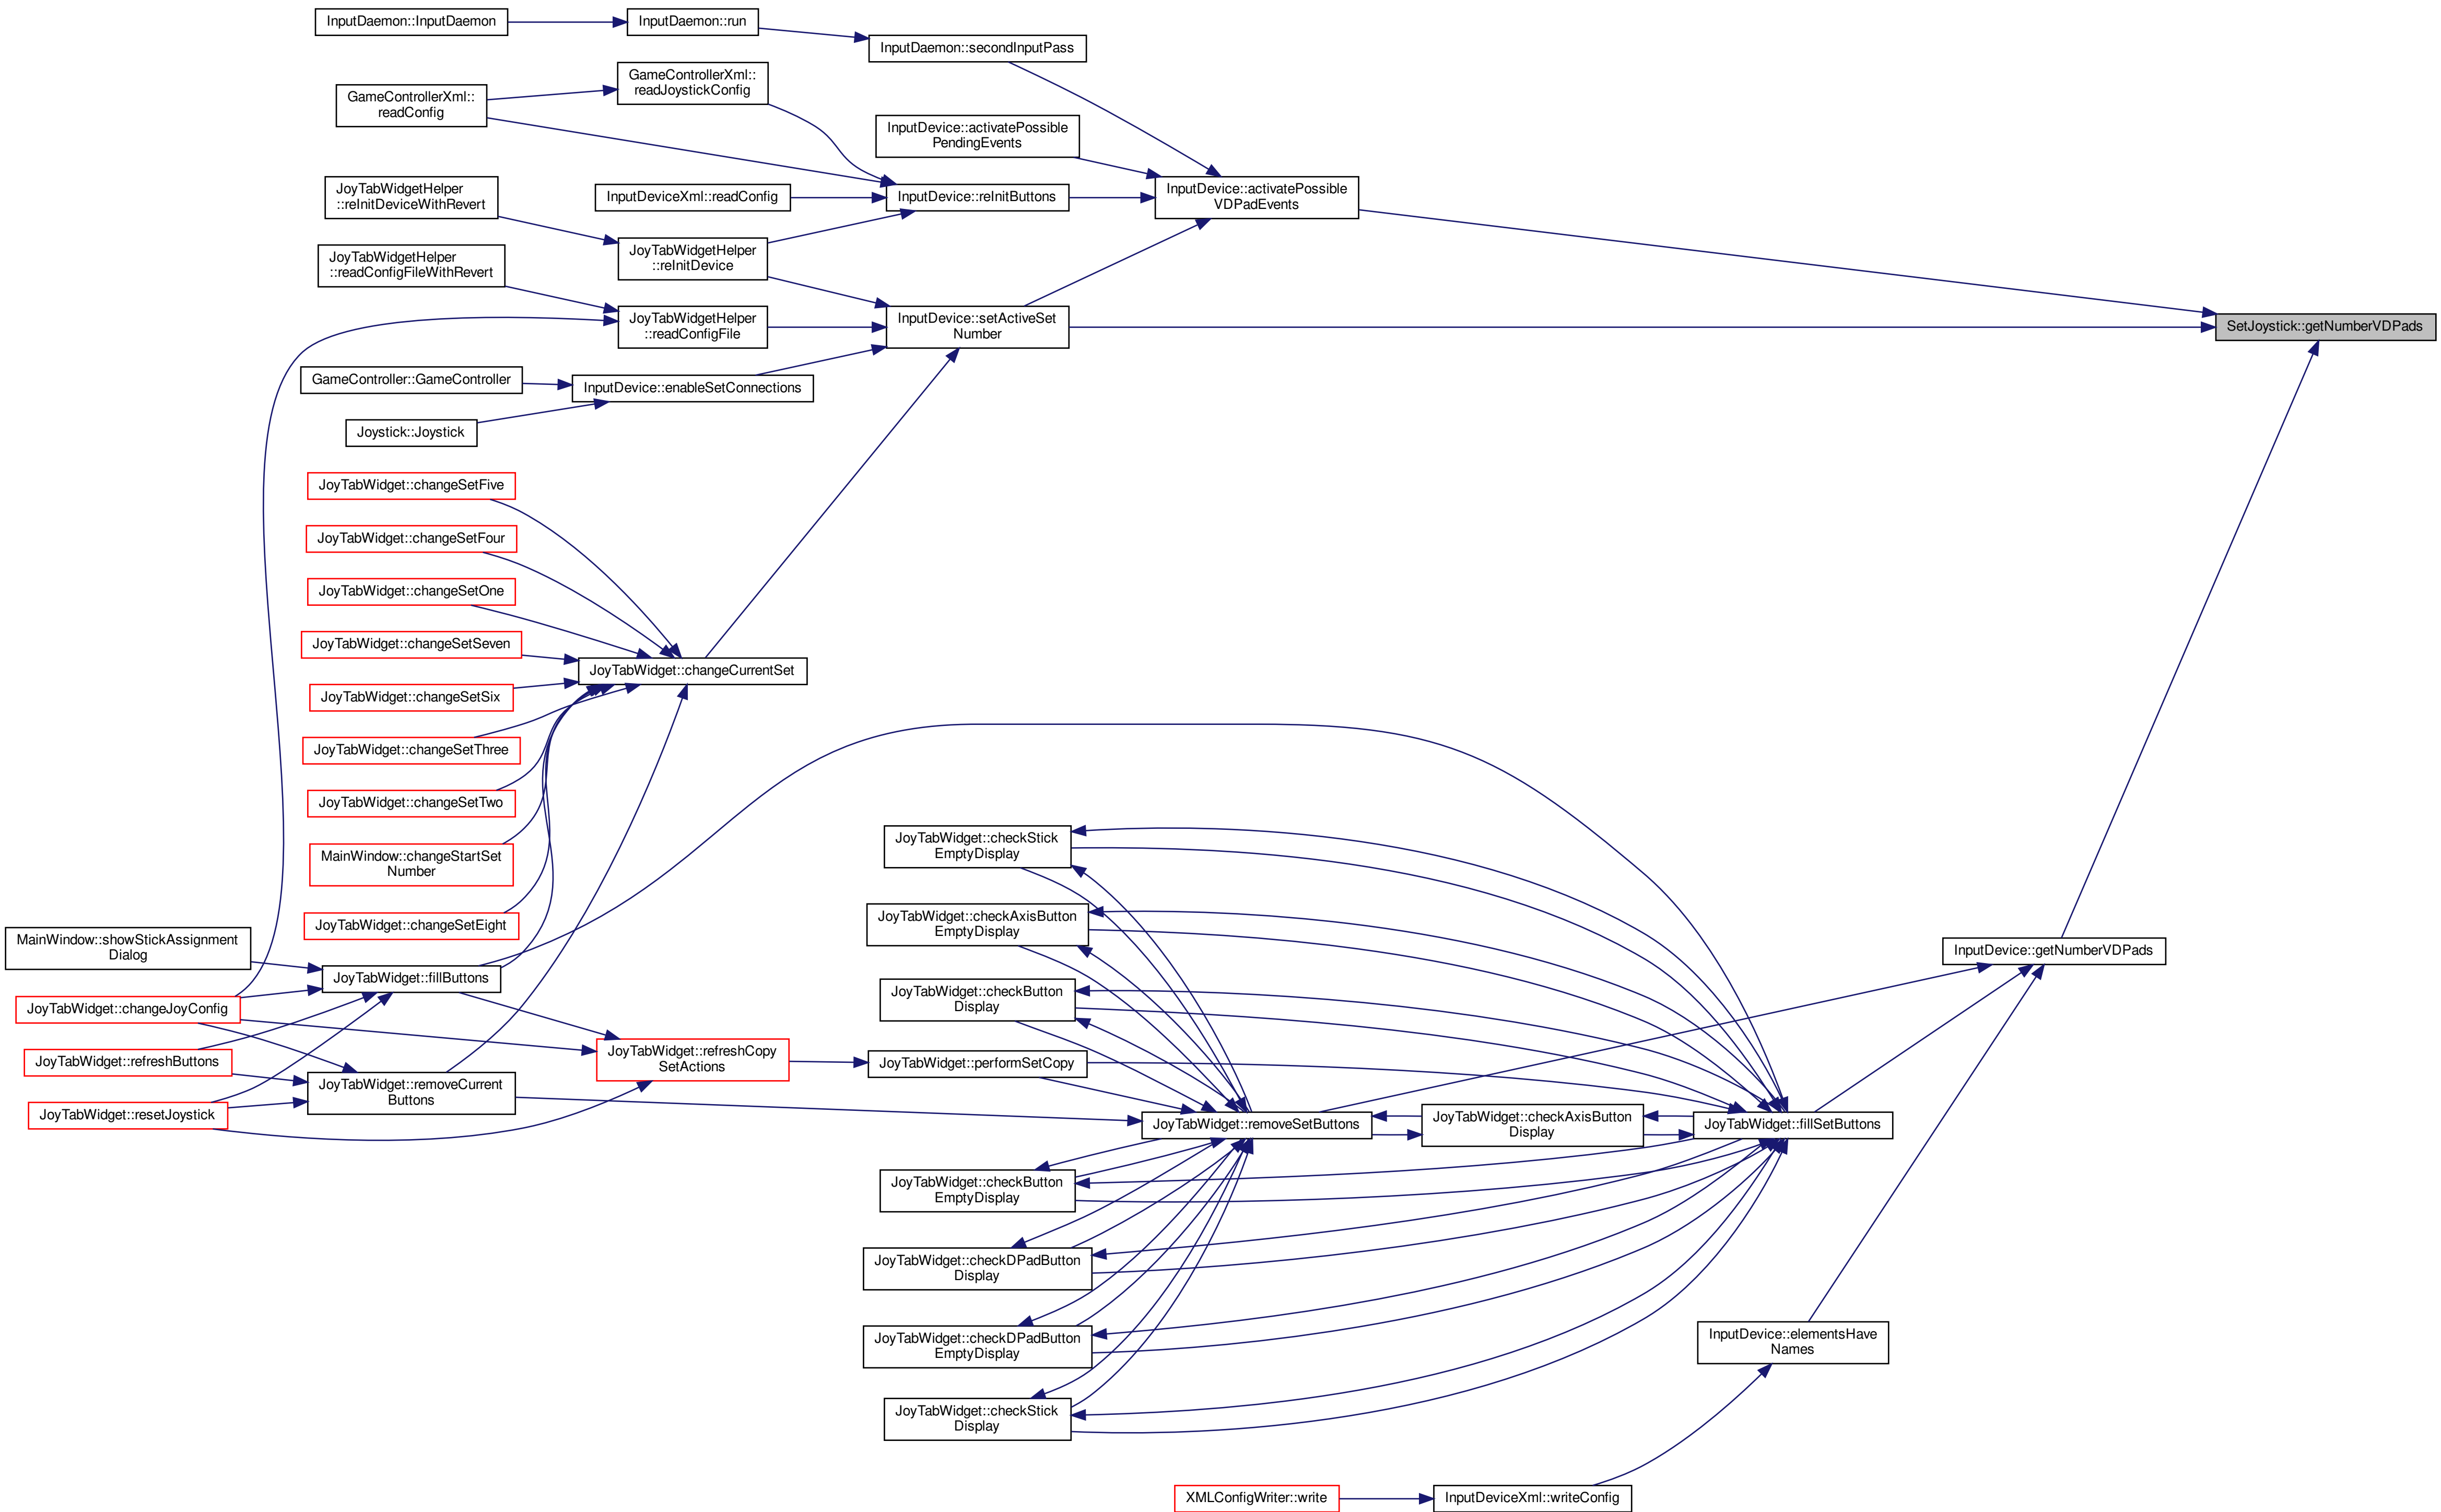 InputDaemon::InputDaemon
InputDaemon::run
InputDaemon::secondInputPass
GameControllerXml::
readJoystickConfig
GameControllerXml::
readConfig
InputDevice::activatePossible
PendingEvents
InputDeviceXml::readConfig
InputDevice::reInitButtons
InputDevice::activatePossible
VDPadEvents
JoyTabWidgetHelper
::reInitDeviceWithRevert
JoyTabWidgetHelper
::reInitDevice
JoyTabWidgetHelper
::readConfigFileWithRevert
JoyTabWidgetHelper
::readConfigFile
InputDevice::setActiveSet
Number
SetJoystick::getNumberVDPads
GameController::GameController
InputDevice::enableSetConnections
Joystick::Joystick
JoyTabWidget::changeSetFive
JoyTabWidget::changeSetFour
JoyTabWidget::changeSetOne
JoyTabWidget::changeSetSeven
JoyTabWidget::changeCurrentSet
JoyTabWidget::changeSetSix
JoyTabWidget::changeSetThree
JoyTabWidget::changeSetTwo
MainWindow::changeStartSet
Number
JoyTabWidget::changeSetEight
JoyTabWidget::checkStick
EmptyDisplay
JoyTabWidget::checkAxisButton
EmptyDisplay
MainWindow::showStickAssignment
Dialog
JoyTabWidget::fillButtons
InputDevice::getNumberVDPads
JoyTabWidget::checkButton
Display
JoyTabWidget::changeJoyConfig
JoyTabWidget::refreshButtons
JoyTabWidget::refreshCopy
SetActions
JoyTabWidget::performSetCopy
JoyTabWidget::removeCurrent
Buttons
JoyTabWidget::resetJoystick
JoyTabWidget::removeSetButtons
JoyTabWidget::checkAxisButton
Display
JoyTabWidget::fillSetButtons
JoyTabWidget::checkButton
EmptyDisplay
JoyTabWidget::checkDPadButton
Display
JoyTabWidget::checkDPadButton
EmptyDisplay
InputDevice::elementsHave
Names
JoyTabWidget::checkStick
Display
XMLConfigWriter::write
InputDeviceXml::writeConfig